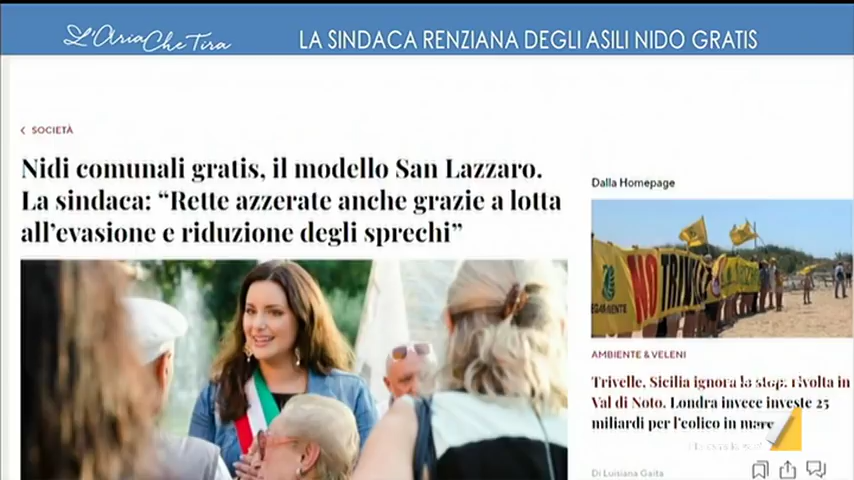 L'Aria Che Tira
LA SINDACA RENZIANA DEGLI ASILI NIDO GRATIS
< SOCIETÀ
Nidi comunali gratis, il modello San Lazzaro.
La sindaca: “Rette azzerate anche grazie a lotta
all’evasione e riduzione degli sprechi”
Dalla Homepage
NO TRIV
EGAMBIENTE
AMBIENTE & VELENI
Trivelle, Sicilia ignora lo stop: rivolta in
Val di Noto. Londra invece investe 25
miliardi per l’eolico in mare
Di Luisiana Gaita